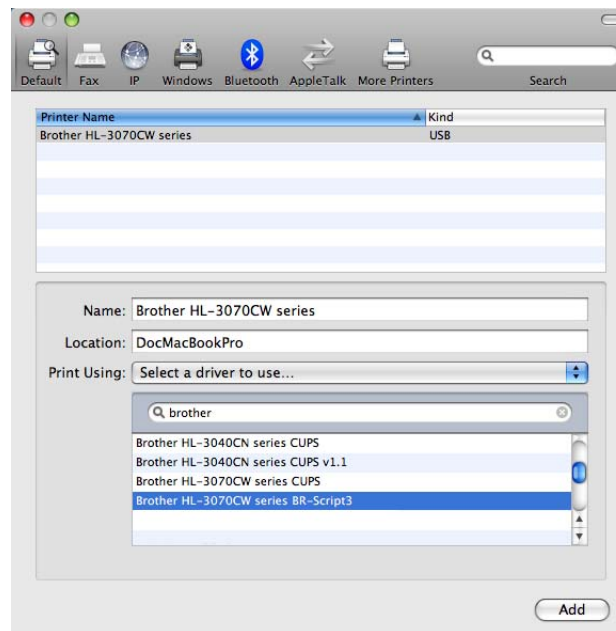 Default Fax IP Windows Bluetooth AppleTalk More Printers Search
Printer Name Kind
Brother HL-3070CW series USB
Name: Brother HL-3070CW series
Location: DocMacBookPro
Print Using: Select a driver to use...
brother
Brother HL-3040CN series CUPS
Brother HL-3040CN series CUPS v1.1
Brother HL-3070CW series CUPS
Brother HL-3070CW series BR-Script3
Add